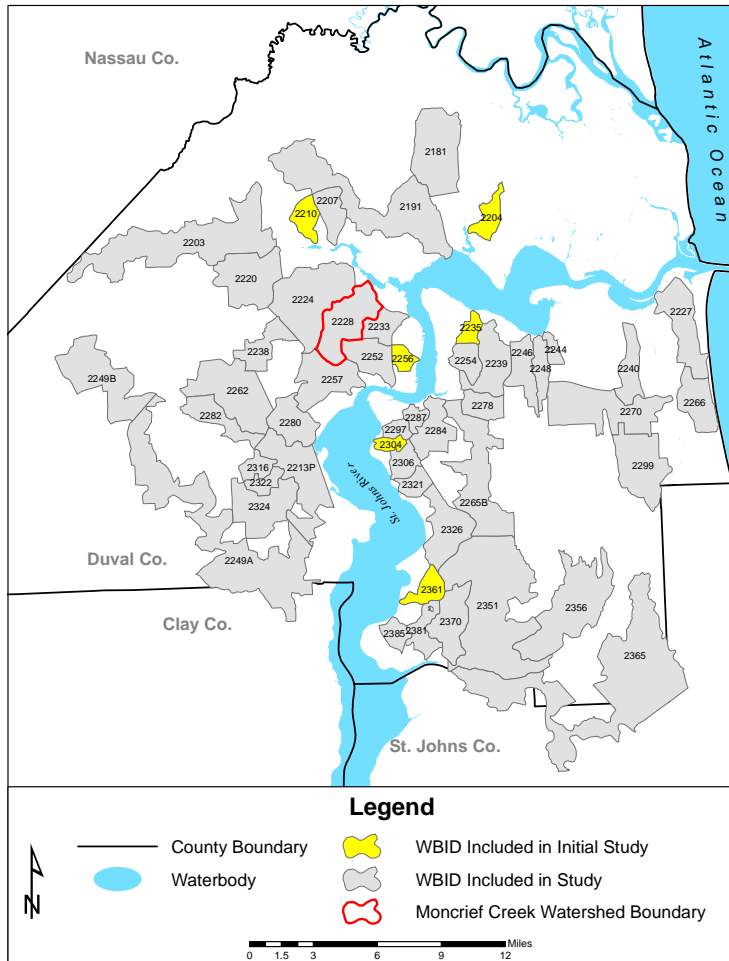 Nassau Co.
Atlantic Ocean
2181
2210
2207
2191
2204
2203
2220
2224
2228
2233
2227
2235
2238
2252
2256
2254
2239
2246
2244
2248
2249B
2257
2240
2262
2266
2282
2280
2278
2270
2287
2297
2284
2304
2299
2316
2213P
2306
2322
2321
2324
St. Johns River
2265B
2326
Duval Co.
2249A
2361
2351
2356
Clay Co.
2370
2385
2381
2365
St. Johns Co.
Legend
County Boundary
WBID Included in Initial Study
Waterbody
WBID Included in Study
Moncrief Creek Watershed Boundary
N
Miles
0 1.5 3 6 9 12